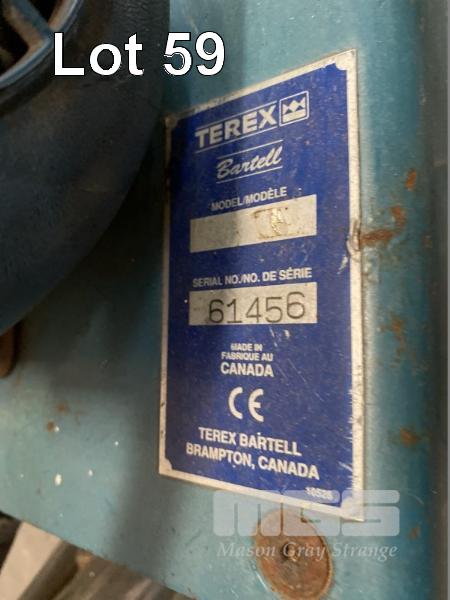 Lot 59
TEREX
Bartell
MODEL/MODÈLE
SERIAL NO./NO. DE SÉRIE
61456
MADE IN
FABRIQUE AU
CANADA
CE
TEREX BARTELL
BRAMPTON, CANADA
10526
MGS
Mason Gray Strange